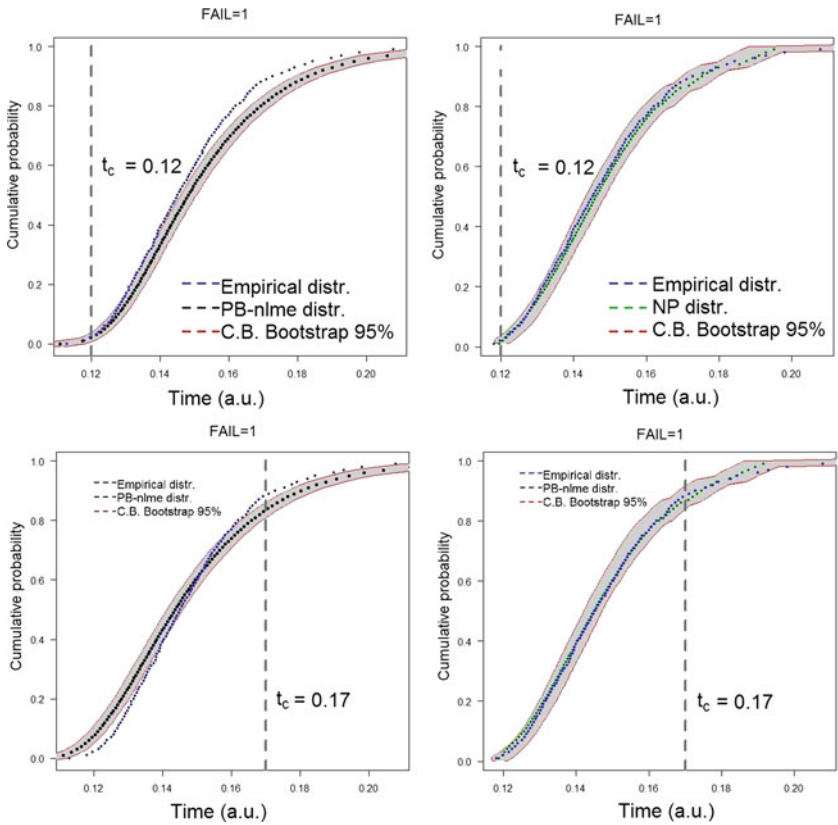 FAIL=1
Cumulative probability
1.0
0.8
0.6
0.4
0.2
0.0
t_c = 0.12
Empirical distr.
PB-nlme distr.
C.B. Bootstrap 95%
0.12
0.14
0.16
0.18
0.20
Time (a.u.)
FAIL=1
Cumulative probability
1.0
0.8
0.6
0.4
0.2
0.0
t_c = 0.12
Empirical distr.
NP distr.
C.B. Bootstrap 95%
0.12
0.14
0.16
0.18
0.20
Time (a.u.)
FAIL=1
Cumulative probability
1.0
0.8
0.6
0.4
0.2
0.0
Empirical distr.
PB-nlme distr.
C.B. Bootstrap 95%
t_c = 0.17
0.12
0.14
0.16
0.18
0.20
Time (a.u.)
FAIL=1
Cumulative probability
1.0
0.8
0.6
0.4
0.2
0.0
Empirical distr.
PB-nlme distr.
C.B. Bootstrap 95%
t_c = 0.17
0.12
0.14
0.16
0.18
0.20
Time (a.u.)